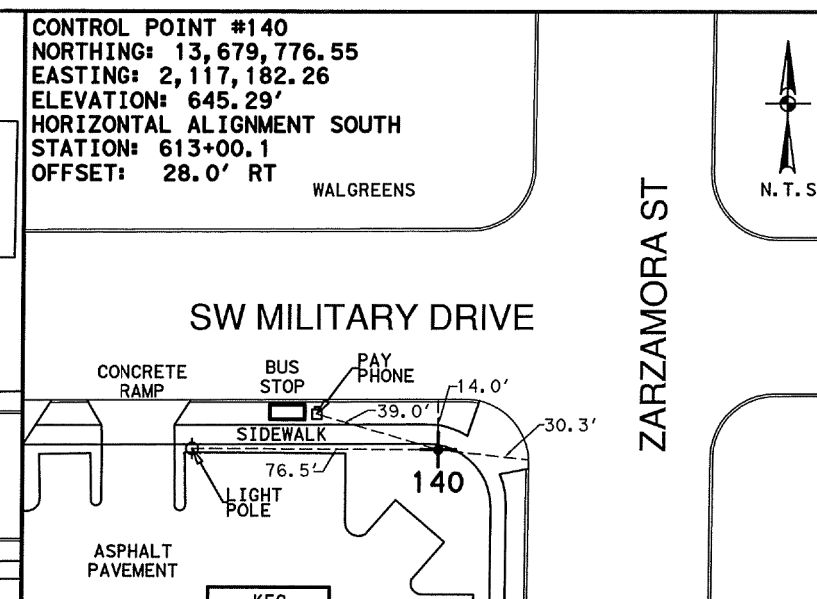 CONTROL POINT #140
NORTHING: 13,679,776.55
EASTING: 2,117,182.26
ELEVATION: 645.29'
HORIZONTAL ALIGNMENT SOUTH
STATION: 613+00.1
OFFSET: 28.0' RT
WALGREENS
N.T.S
ZARZAMORA ST
SW MILITARY DRIVE
CONCRETE
RAMP
BUS
STOP
PAY
PHONE
14.0'
39.0'
30.3'
SIDEWALK
76.5'
140
LIGHT
POLE
ASPHALT
PAVEMENT
KFC